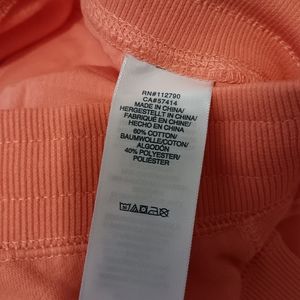 RN#112790
CA#57414
MADE IN CHINA/
HERGESTELLT IN CHINA/
FABRIQUÉ EN CHINE/
HECHO EN CHINA
60% COTTON/
BAUMWOLLE/COTON/
ALGODÓN
40% POLYESTER/
POLIÉSTER